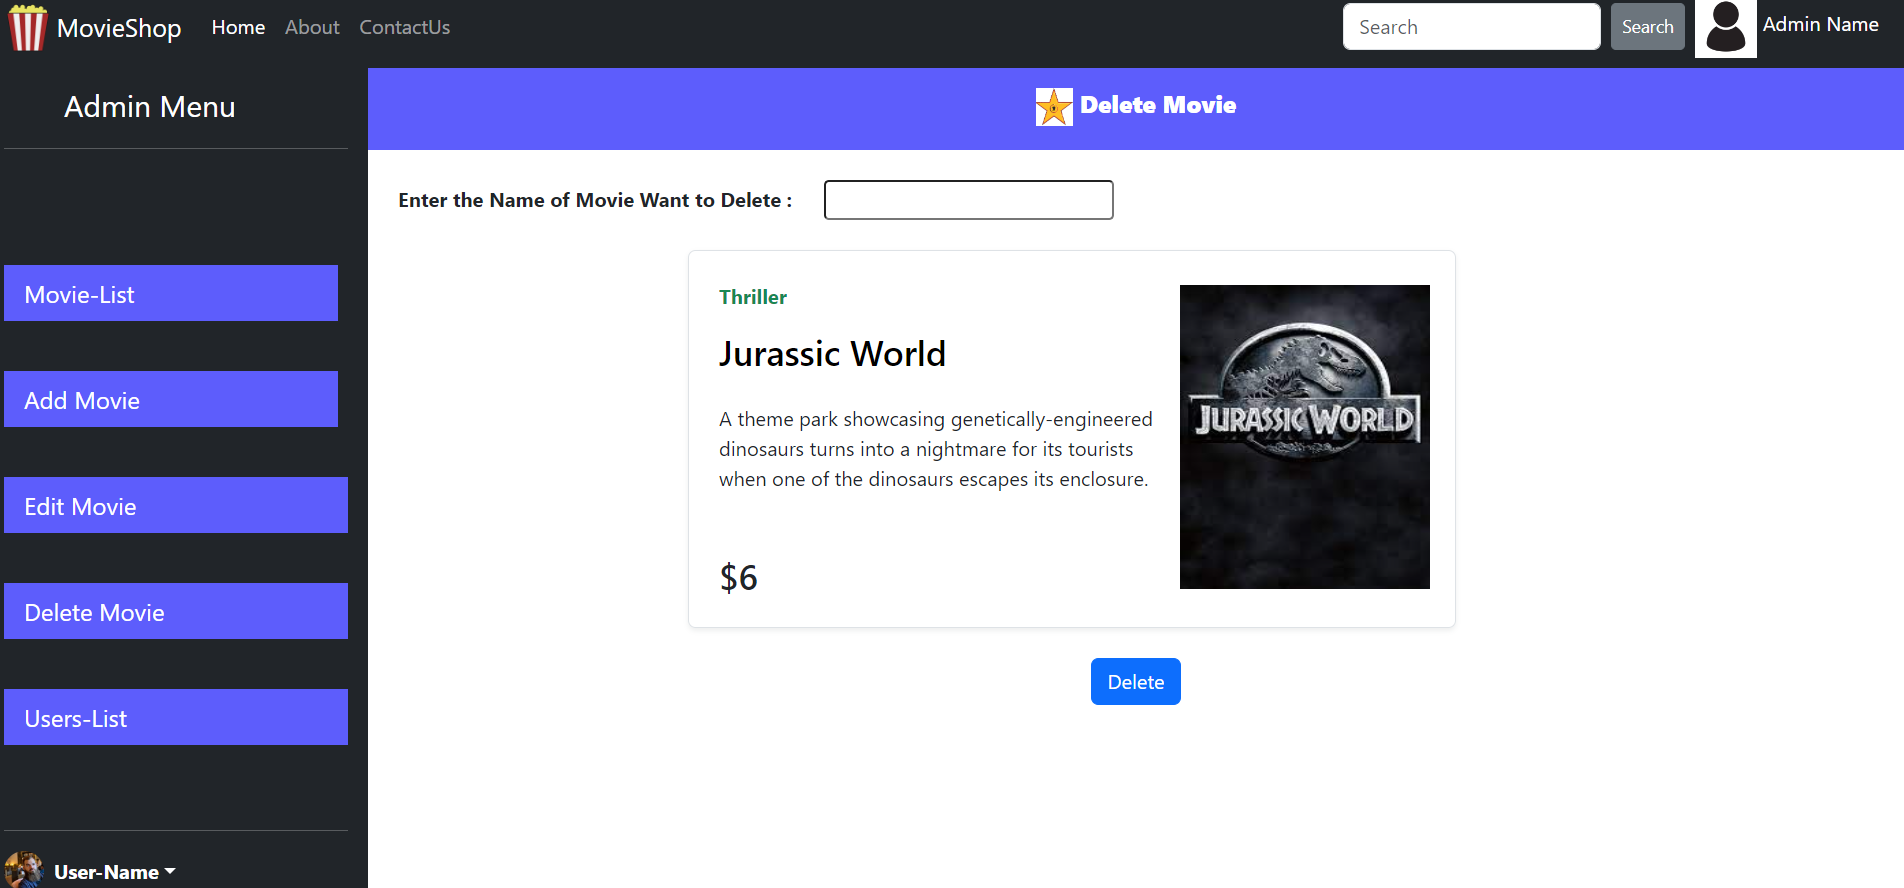 MovieShop Home About ContactUs Search Search Admin Name
Admin Menu
Movie-List
Add Movie
Edit Movie
Delete Movie
Users-List
User-Name
Delete Movie
Enter the Name of Movie Want to Delete :
Thriller
Jurassic World
A theme park showcasing genetically-engineered
dinosaurs turns into a nightmare for its tourists
when one of the dinosaurs escapes its enclosure.
$6
JURASSIC WORLD
Delete